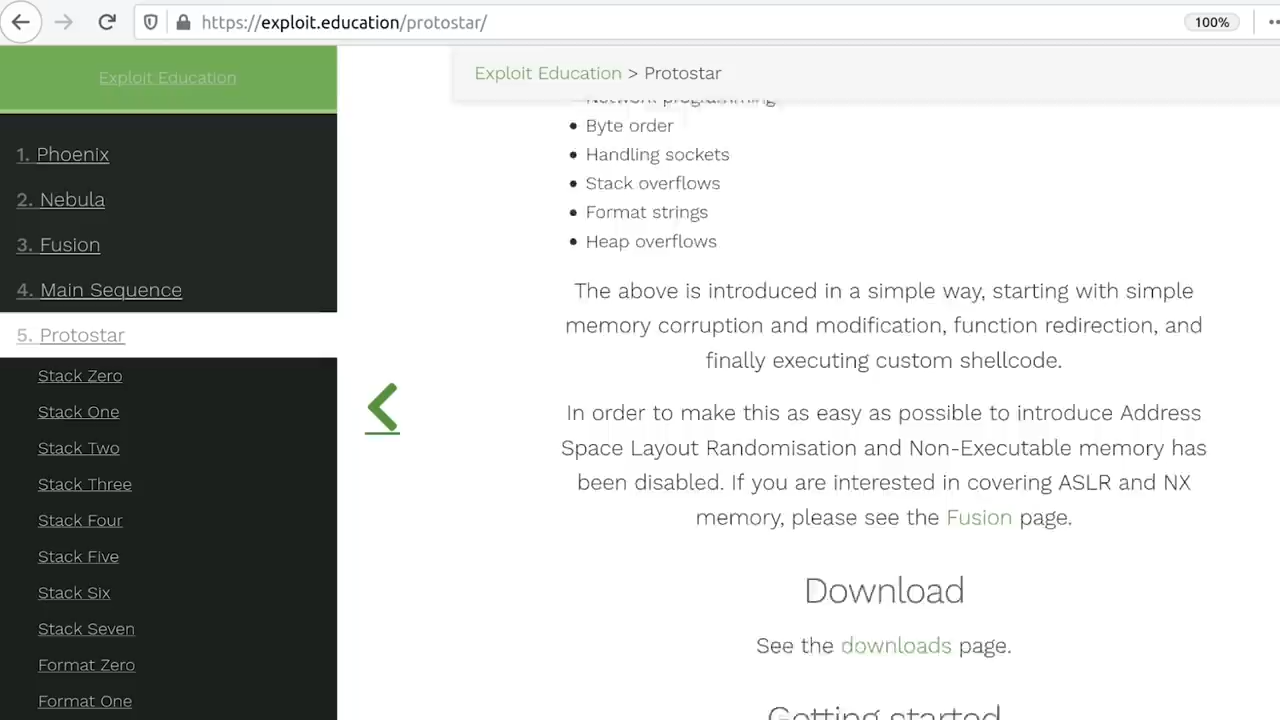 https://exploit.education/protostar/
100%
Exploit Education
1. Phoenix
2. Nebula
3. Fusion
4. Main Sequence
5. Protostar
Stack Zero
Stack One
Stack Two
Stack Three
Stack Four
Stack Five
Stack Six
Stack Seven
Format Zero
Format One
Exploit Education > Protostar
Network programming
Byte order
Handling sockets
Stack overflows
Format strings
Heap overflows
The above is introduced in a simple way, starting with simple
memory corruption and modification, function redirection, and
finally executing custom shellcode.
In order to make this as easy as possible to introduce Address
Space Layout Randomisation and Non-Executable memory has
been disabled. If you are interested in covering ASLR and NX
memory, please see the Fusion page.
Download
See the downloads page.
Getting started